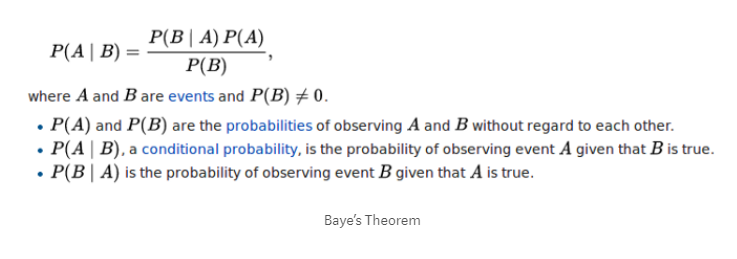 P(A | B) = P(B | A) P(A) / P(B),
where A and B are events and P(B) ≠ 0.
• P(A) and P(B) are the probabilities of observing A and B without regard to each other.
• P(A | B), a conditional probability, is the probability of observing event A given that B is true.
• P(B | A) is the probability of observing event B given that A is true.
Baye’s Theorem